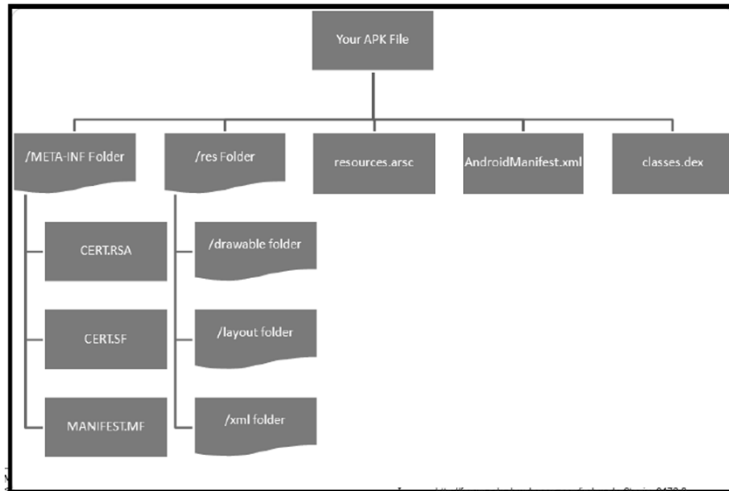 Your APK File
/META-INF Folder
/res Folder
resources.arsc
AndroidManifest.xml
classes.dex
CERT.RSA
/drawable folder
CERT.SF
/layout folder
MANIFEST.MF
/xml folder